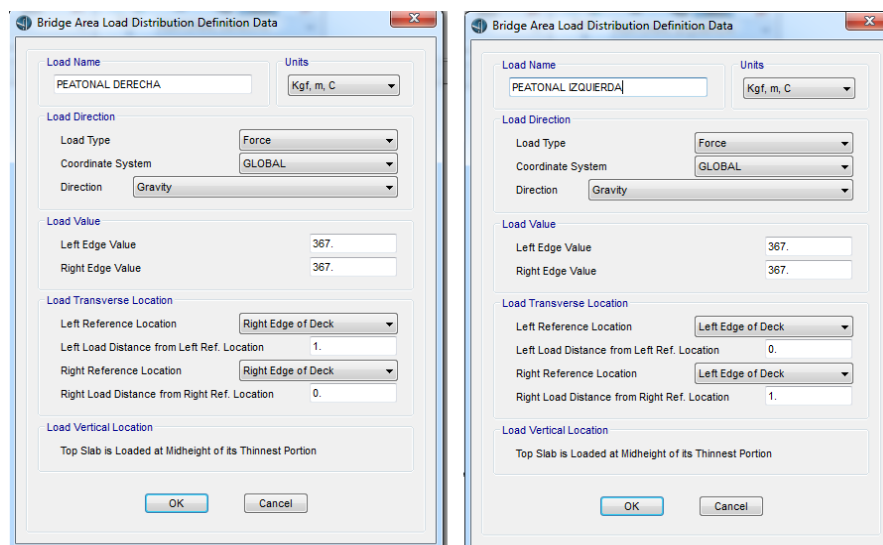 Bridge Area Load Distribution Definition Data
Load Name
Units
PEATONAL DERECHA
Kgf, m, C
Load Direction
Load Type
Force
Coordinate System
GLOBAL
Direction
Gravity
Load Value
Left Edge Value
367.
Right Edge Value
367.
Load Transverse Location
Left Reference Location
Right Edge of Deck
Left Load Distance from Left Ref. Location
1.
Right Reference Location
Right Edge of Deck
Right Load Distance from Right Ref. Location
0.
Load Vertical Location
Top Slab is Loaded at Midheight of its Thinnest Portion
OK
Cancel
Bridge Area Load Distribution Definition Data
Load Name
Units
PEATONAL IZQUIERDA
Kgf, m, C
Load Direction
Load Type
Force
Coordinate System
GLOBAL
Direction
Gravity
Load Value
Left Edge Value
367.
Right Edge Value
367.
Load Transverse Location
Left Reference Location
Left Edge of Deck
Left Load Distance from Left Ref. Location
0.
Right Reference Location
Left Edge of Deck
Right Load Distance from Right Ref. Location
1.
Load Vertical Location
Top Slab is Loaded at Midheight of its Thinnest Portion
OK
Cancel